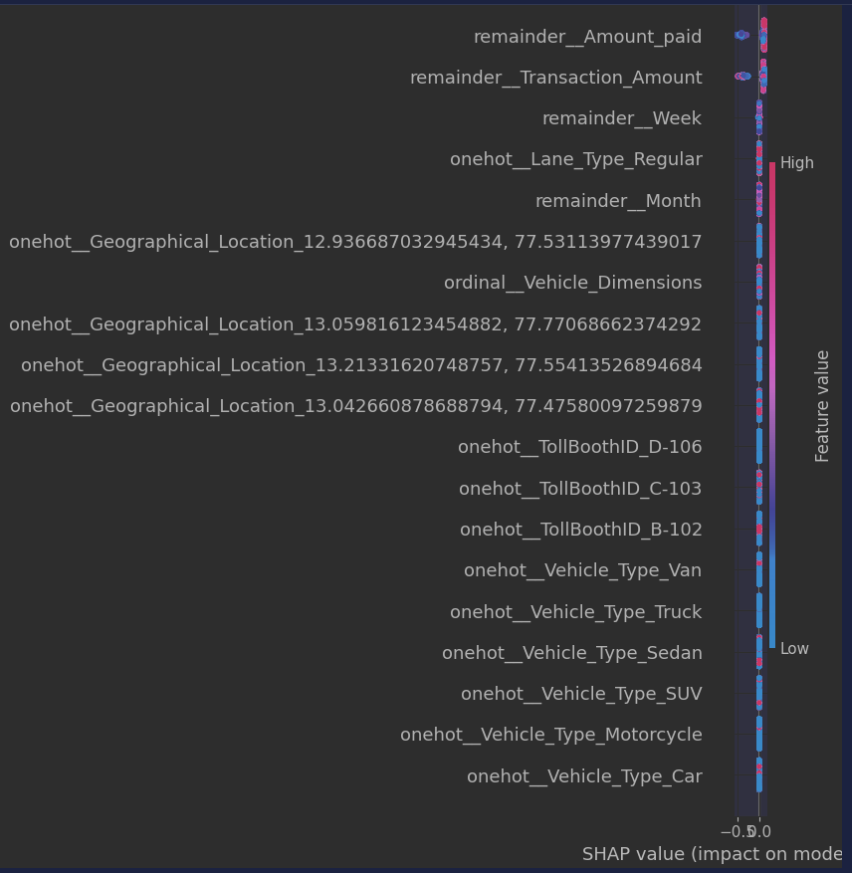 remainder__Amount_paid
remainder__Transaction_Amount
remainder__Week
onehot__Lane_Type_Regular
High
remainder__Month
onehot__Geographical_Location_12.936687032945434, 77.53113977439017
ordinal__Vehicle_Dimensions
onehot__Geographical_Location_13.059816123454882, 77.77068662374292
onehot__Geographical_Location_13.21331620748757, 77.55413526894684
onehot__Geographical_Location_13.042660878688794, 77.47580097259879
Feature value
onehot__TollBoothID_D-106
onehot__TollBoothID_C-103
onehot__TollBoothID_B-102
onehot__Vehicle_Type_Van
onehot__Vehicle_Type_Truck
onehot__Vehicle_Type_Sedan
Low
onehot__Vehicle_Type_SUV
onehot__Vehicle_Type_Motorcycle
onehot__Vehicle_Type_Car
−0.5 0.0
SHAP value (impact on mode